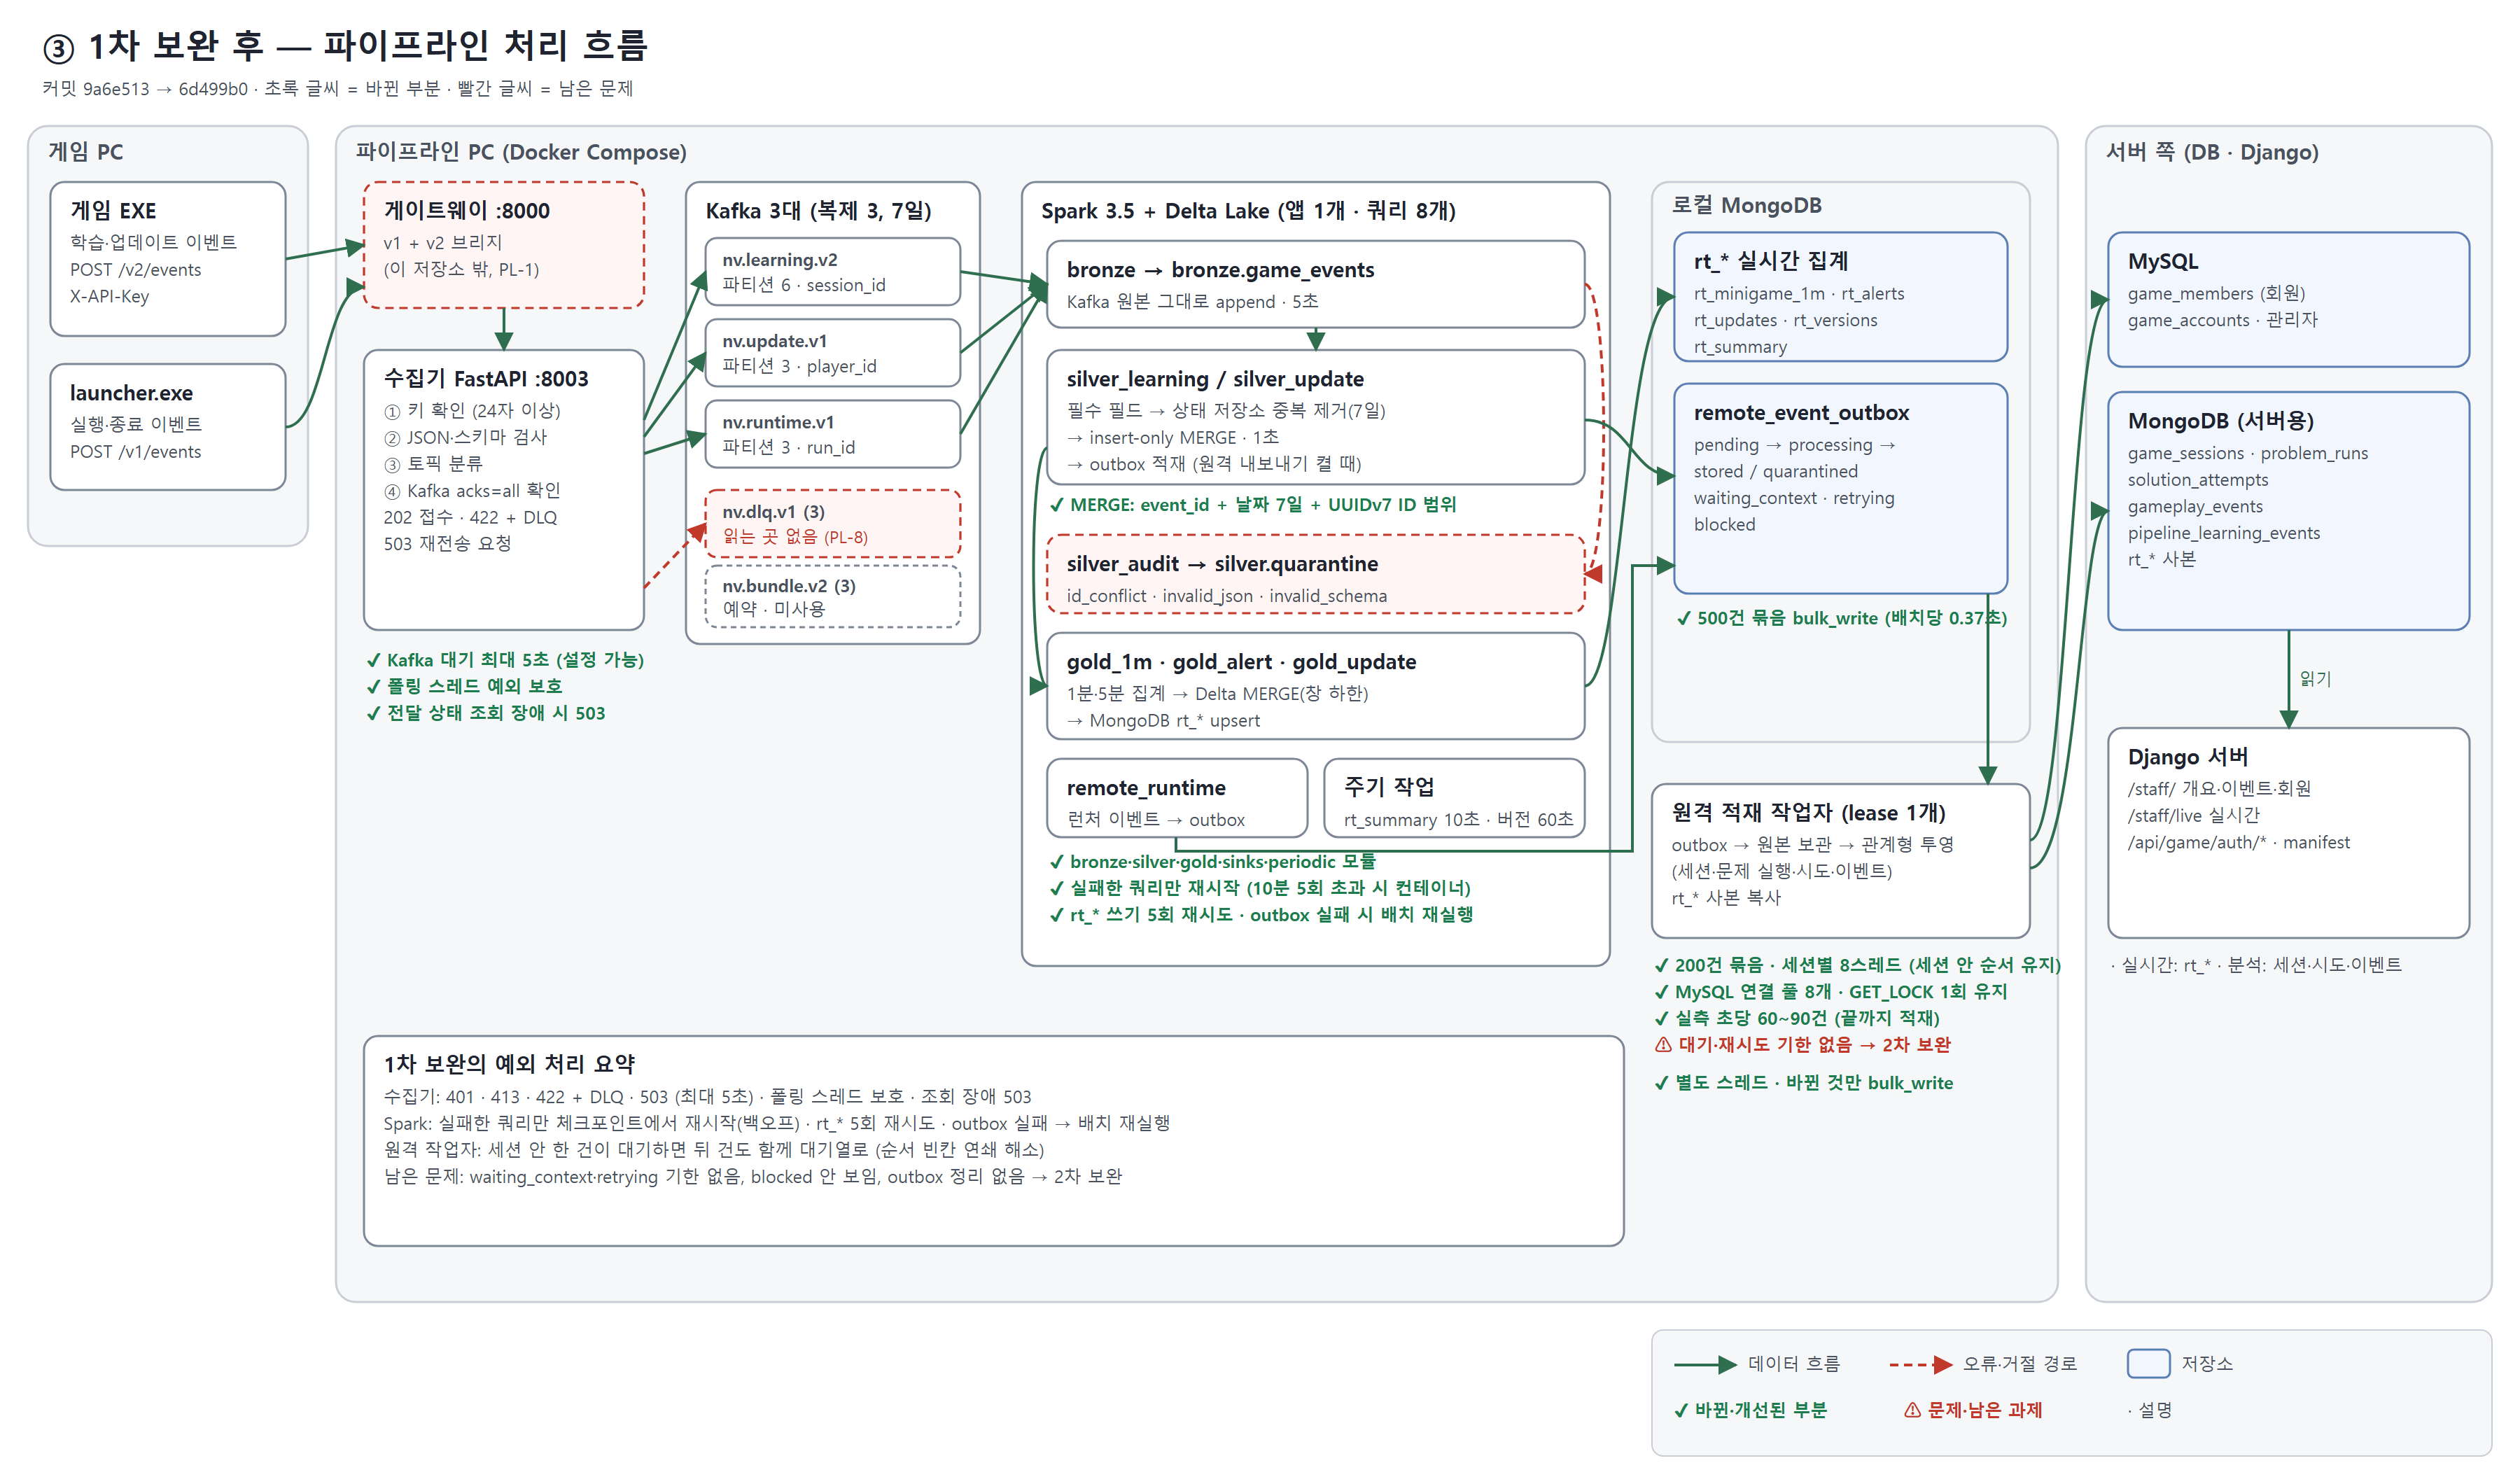 ③ 1차 보완 후 — 파이프라인 처리 흐름
커밋 9a6e513 → 6d499b0 · 초록 글씨 = 바뀐 부분 · 빨간 글씨 = 남은 문제
게임 PC
게임 EXE
학습·업데이트 이벤트
POST /v2/events
X-API-Key
launcher.exe
실행·종료 이벤트
POST /v1/events
파이프라인 PC (Docker Compose)
게이트웨이 :8000
v1 + v2 브리지
(이 저장소 밖, PL-1)
수집기 FastAPI :8003
① 키 확인 (24자 이상)
② JSON·스키마 검사
③ 토픽 분류
④ Kafka acks=all 확인
202 접수 · 422 + DLQ
503 재전송 요청
✓ Kafka 대기 최대 5초 (설정 가능)
✓ 폴링 스레드 예외 보호
✓ 전달 상태 조회 장애 시 503
Kafka 3대 (복제 3, 7일)
nv.learning.v2
파티션 6 · session_id
nv.update.v1
파티션 3 · player_id
nv.runtime.v1
파티션 3 · run_id
nv.dlq.v1 (3)
읽는 곳 없음 (PL-8)
nv.bundle.v2 (3)
예약 · 미사용
Spark 3.5 + Delta Lake (앱 1개 · 쿼리 8개)
bronze → bronze.game_events
Kafka 원본 그대로 append · 5초
silver_learning / silver_update
필수 필드 → 상태 저장소 중복 제거(7일)
→ insert-only MERGE · 1초
→ outbox 적재 (원격 내보내기 켤 때)
✓ MERGE: event_id + 날짜 7일 + UUIDv7 ID 범위
silver_audit → silver.quarantine
id_conflict · invalid_json · invalid_schema
gold_1m · gold_alert · gold_update
1분·5분 집계 → Delta MERGE(창 하한)
→ MongoDB rt_* upsert
remote_runtime
런처 이벤트 → outbox
주기 작업
rt_summary 10초 · 버전 60초
✓ bronze·silver·gold·sinks·periodic 모듈
✓ 실패한 쿼리만 재시작 (10분 5회 초과 시 컨테이너)
✓ rt_* 쓰기 5회 재시도 · outbox 실패 시 배치 재실행
로컬 MongoDB
rt_* 실시간 집계
rt_minigame_1m · rt_alerts
rt_updates · rt_versions
rt_summary
remote_event_outbox
pending → processing →
stored / quarantined
waiting_context · retrying
blocked
✓ 500건 묶음 bulk_write (배치당 0.37초)
원격 적재 작업자 (lease 1개)
outbox → 원본 보관 → 관계형 투영
(세션·문제 실행·시도·이벤트)
rt_* 사본 복사
✓ 200건 묶음 · 세션별 8스레드 (세션 안 순서 유지)
✓ MySQL 연결 풀 8개 · GET_LOCK 1회 유지
✓ 실측 초당 60~90건 (끝까지 적재)
⚠ 대기·재시도 기한 없음 → 2차 보완
✓ 별도 스레드 · 바뀐 것만 bulk_write
서버 쪽 (DB · Django)
MySQL
game_members (회원)
game_accounts · 관리자
MongoDB (서버용)
game_sessions · problem_runs
solution_attempts
gameplay_events
pipeline_learning_events
rt_* 사본
읽기
Django 서버
/staff/ 개요·이벤트·회원
/staff/live 실시간
/api/game/auth/* · manifest
· 실시간: rt_* · 분석: 세션·시도·이벤트
1차 보완의 예외 처리 요약
수집기: 401 · 413 · 422 + DLQ · 503 (최대 5초) · 폴링 스레드 보호 · 조회 장애 503
Spark: 실패한 쿼리만 체크포인트에서 재시작(백오프) · rt_* 5회 재시도 · outbox 실패 → 배치 재실행
원격 작업자: 세션 안 한 건이 대기하면 뒤 건도 함께 대기열로 (순서 빈칸 연쇄 해소)
남은 문제: waiting_context·retrying 기한 없음, blocked 안 보임, outbox 정리 없음 → 2차 보완
데이터 흐름
오류·거절 경로
저장소
✓ 바뀐·개선된 부분
⚠ 문제·남은 과제
· 설명